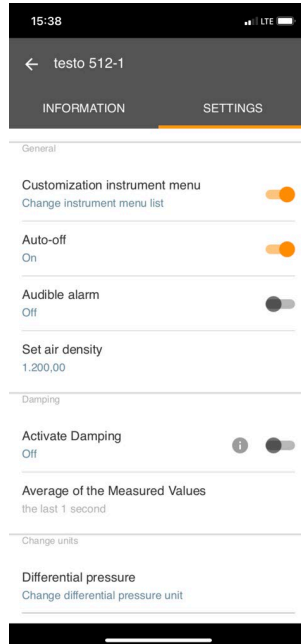 15:38
LTE
testo 512-1
INFORMATION SETTINGS
General
Customization instrument menu
Change instrument menu list
Auto-off
On
Audible alarm
Off
Set air density
1.200,00
Damping
Activate Damping
Off
Average of the Measured Values
the last 1 second
Change units
Differential pressure
Change differential pressure unit